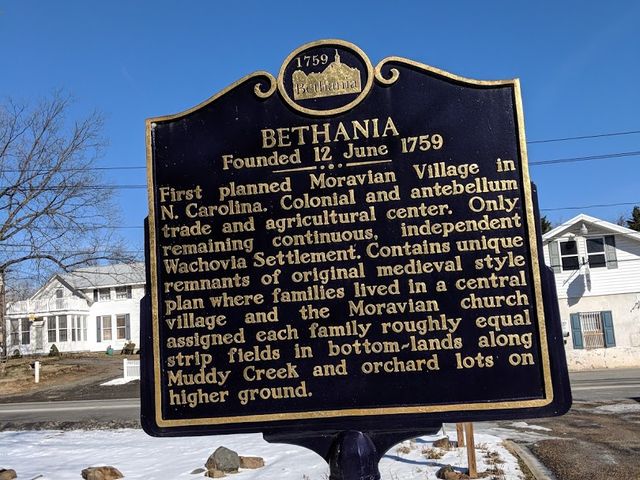 1759
Bethania
BETHANIA
Founded 12 June 1759
First planned Moravian Village in
N. Carolina. Colonial and antebellum
trade and agricultural center. Only
remaining continuous, independent
Wachovia Settlement. Contains unique
remnants of original medieval style
plan where families lived in a central
village and the Moravian church
assigned each family roughly equal
strip fields in bottom-lands along
Muddy Creek and orchard lots on
higher ground.